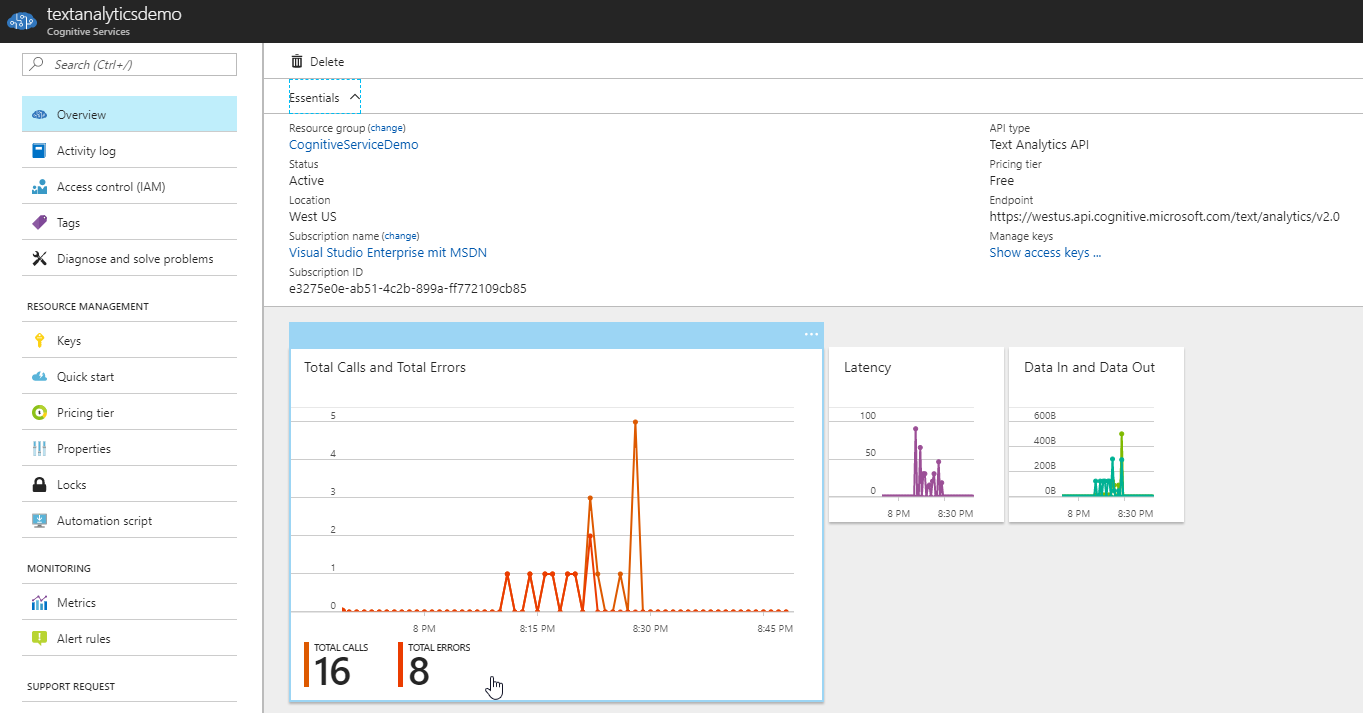 textanalyticsdemo
Cognitive Services
Search (Ctrl+/)
Overview
Activity log
Access control (IAM)
Tags
Diagnose and solve problems
RESOURCE MANAGEMENT
Keys
Quick start
Pricing tier
Properties
Locks
Automation script
MONITORING
Metrics
Alert rules
SUPPORT REQUEST
Delete
Essentials
Resource group (change)
CognitiveServiceDemo
Status
Active
Location
West US
Subscription name (change)
Visual Studio Enterprise mit MSDN
Subscription ID
e3275e0e-ab51-4c2b-899a-ff772109cb85
API type
Text Analytics API
Pricing tier
Free
Endpoint
https://westus.api.cognitive.microsoft.com/text/analytics/v2.0
Manage keys
Show access keys ...
Total Calls and Total Errors
5
4
3
2
1
0
8 PM 8:15 PM 8:30 PM 8:45 PM
TOTAL CALLS
16
TOTAL ERRORS
8
Latency
100
50
0
8 PM 8:30 PM
Data In and Data Out
600B
400B
200B
0B
8 PM 8:30 PM